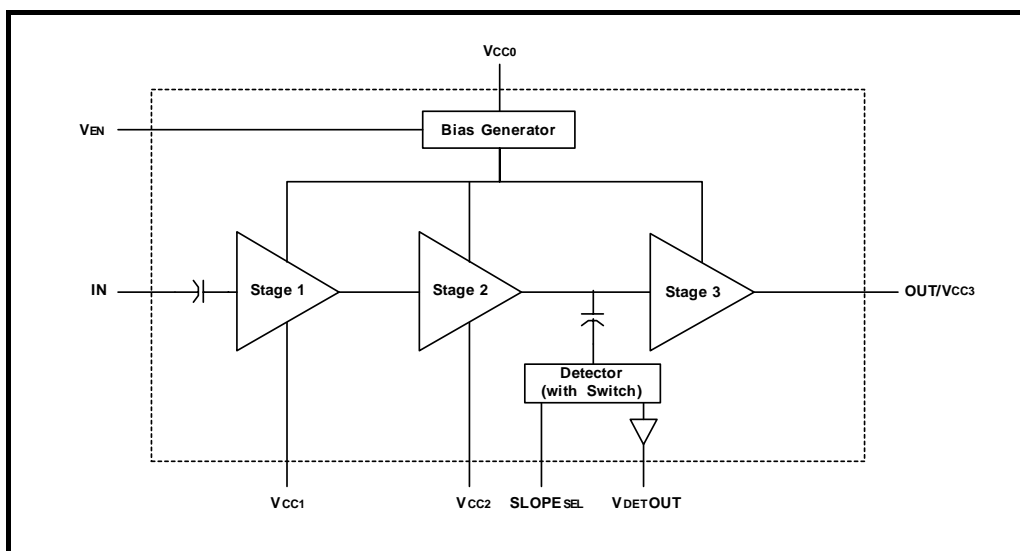 VCC0
VEN
Bias Generator
IN
Stage 1
Stage 2
Stage 3
OUT/VCC3
Detector
(with Switch)
VCC1
VCC2
SLOPESEL
VDETOUT